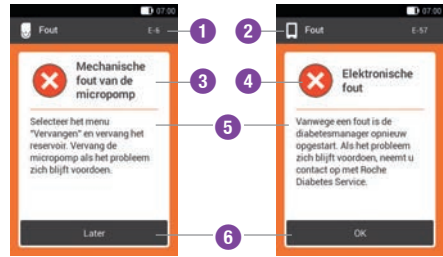 07:00
Fout E-6
Mechanische
fout van de
micropomp
Selecteer het menu
"Vervangen" en vervang het
reservoir. Vervang de
micropomp als het probleem
zich blijft voordoen.
Later
1
2
3
4
5
6
07:00
Fout E-57
Elektronische
fout
Vanwege een fout is de
diabetesmanager opnieuw
opgestart. Als het probleem
zich blijft voordoen, neemt u
contact op met Roche
Diabetes Service.
OK